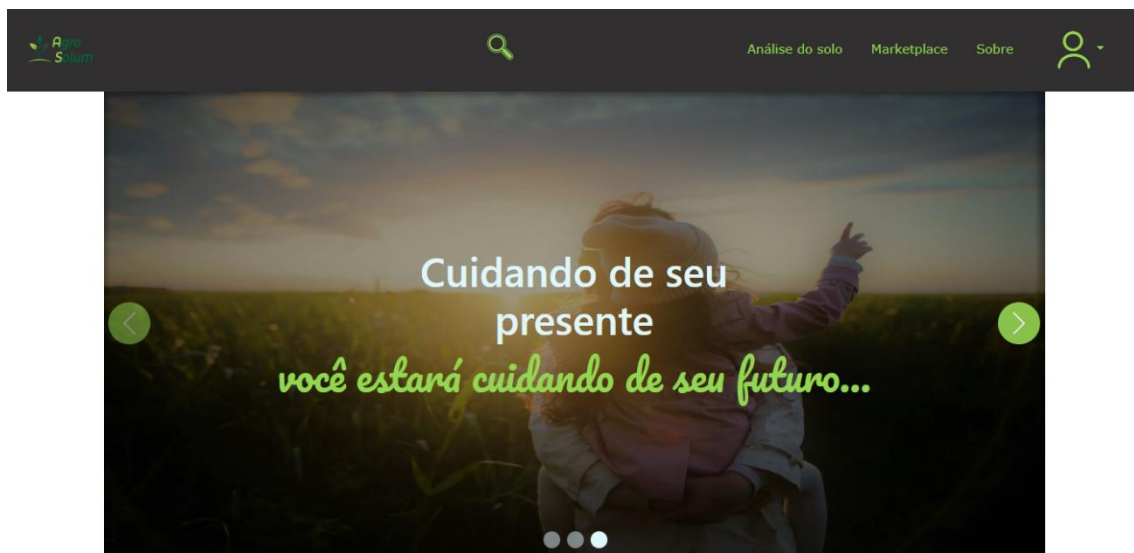 Agro
Solum
Análise do solo
Marketplace
Sobre
Cuidando de seu
presente
você estará cuidando de seu futuro...